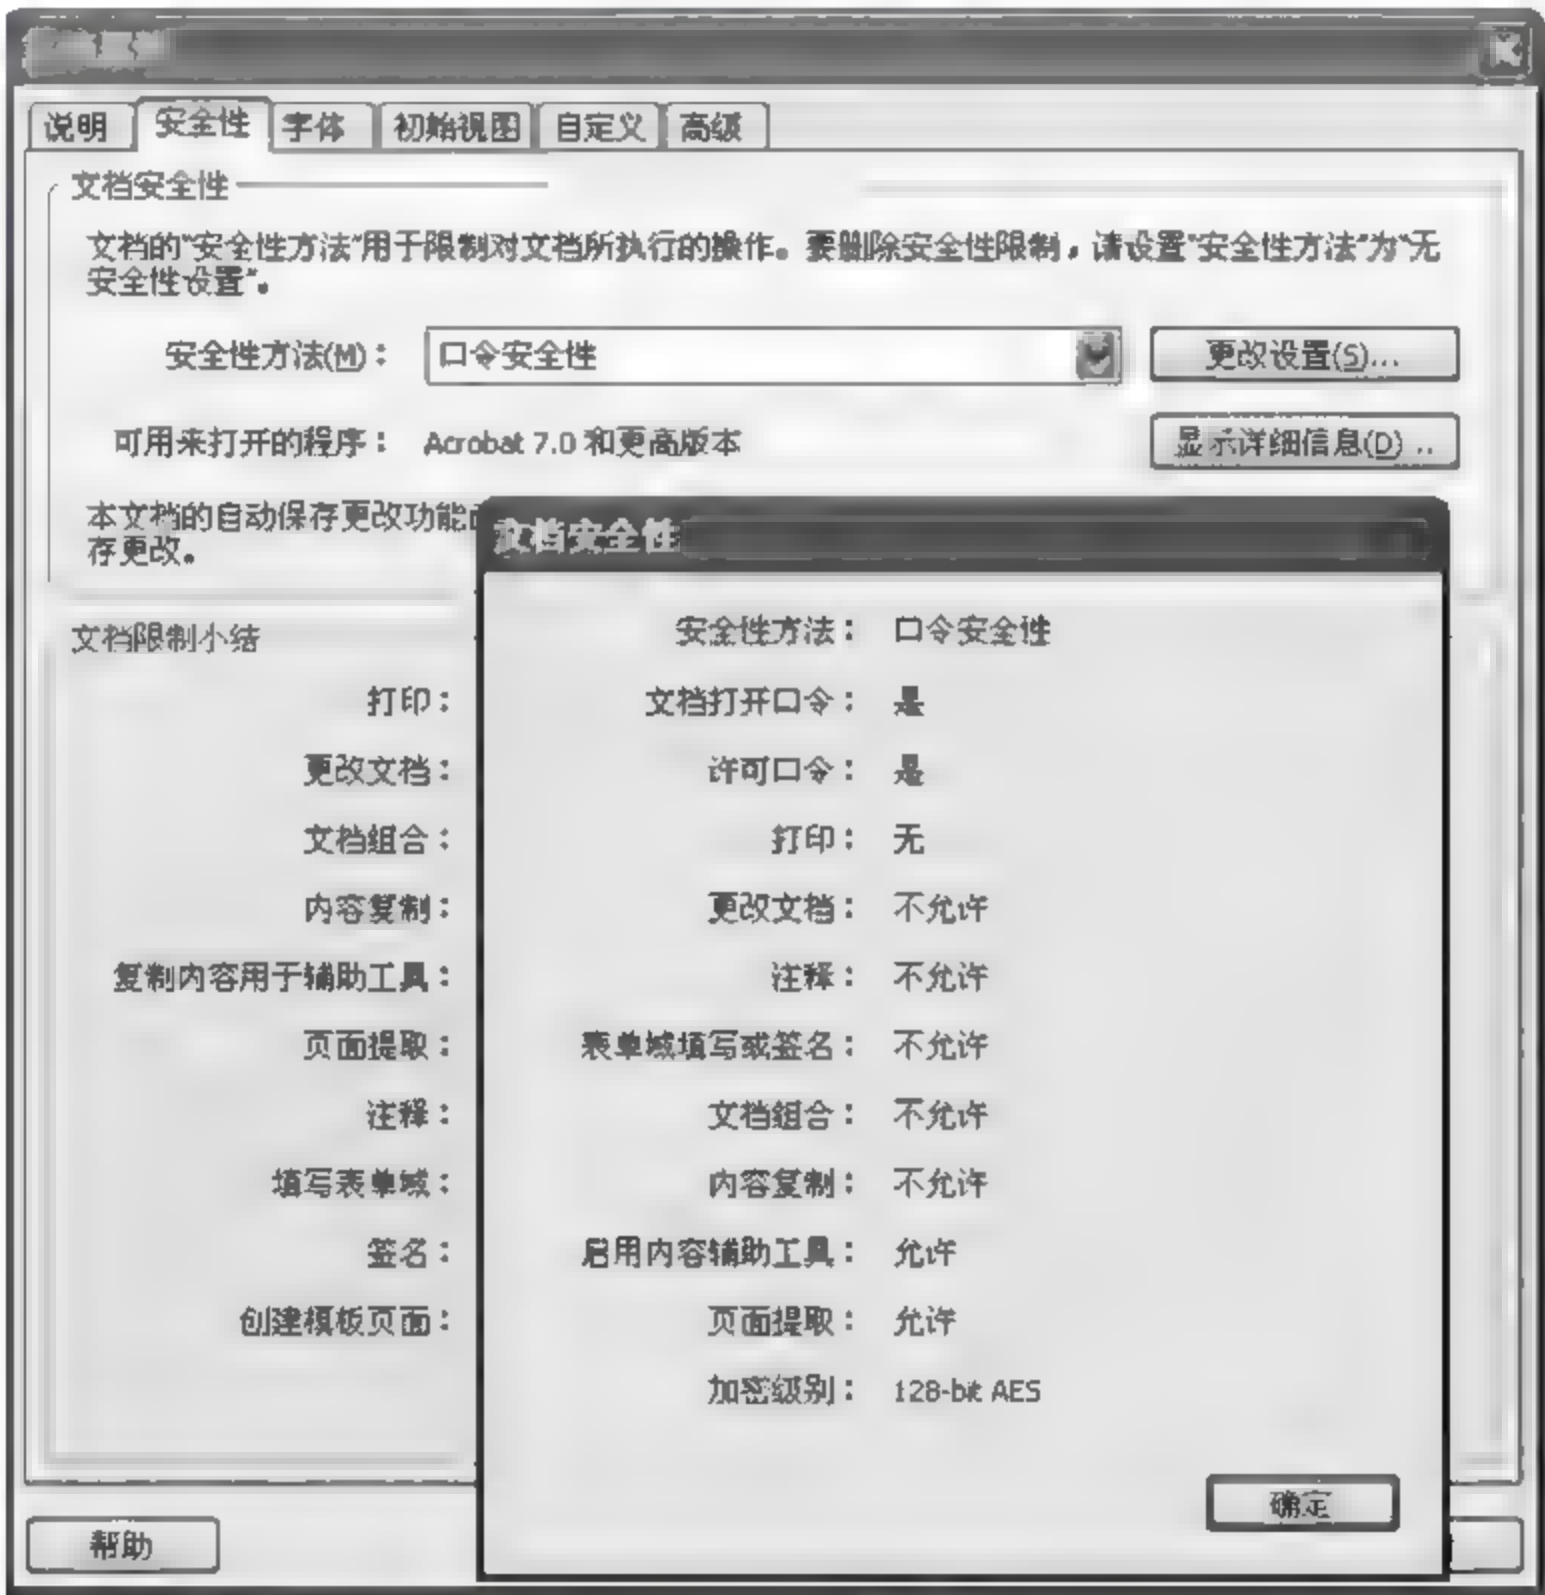 说明 安全性 字体 初始视图 自定义 高级
文档安全性
文档的"安全性方法"用于限制对文档所执行的操作。要删除安全性限制，请设置"安全性方法"为"无
安全性设置"。
安全性方法(M)： 口令安全性 更改设置(S)...
可用来打开的程序： Acrobat 7.0 和更高版本 显示详细信息(D)...
本文档的自动保存更改功能
存更改。
文档限制小结
打印：
更改文档：
文档组合：
内容复制：
复制内容用于辅助工具：
页面提取：
注释：
填写表单域：
签名：
创建模板页面：
帮助
文档安全性
安全性方法： 口令安全性
文档打开口令： 是
许可口令： 是
打印： 无
更改文档： 不允许
注释： 不允许
表单域填写或签名： 不允许
文档组合： 不允许
内容复制： 不允许
启用内容辅助工具： 允许
页面提取： 允许
加密级别： 128-bit AES
确定